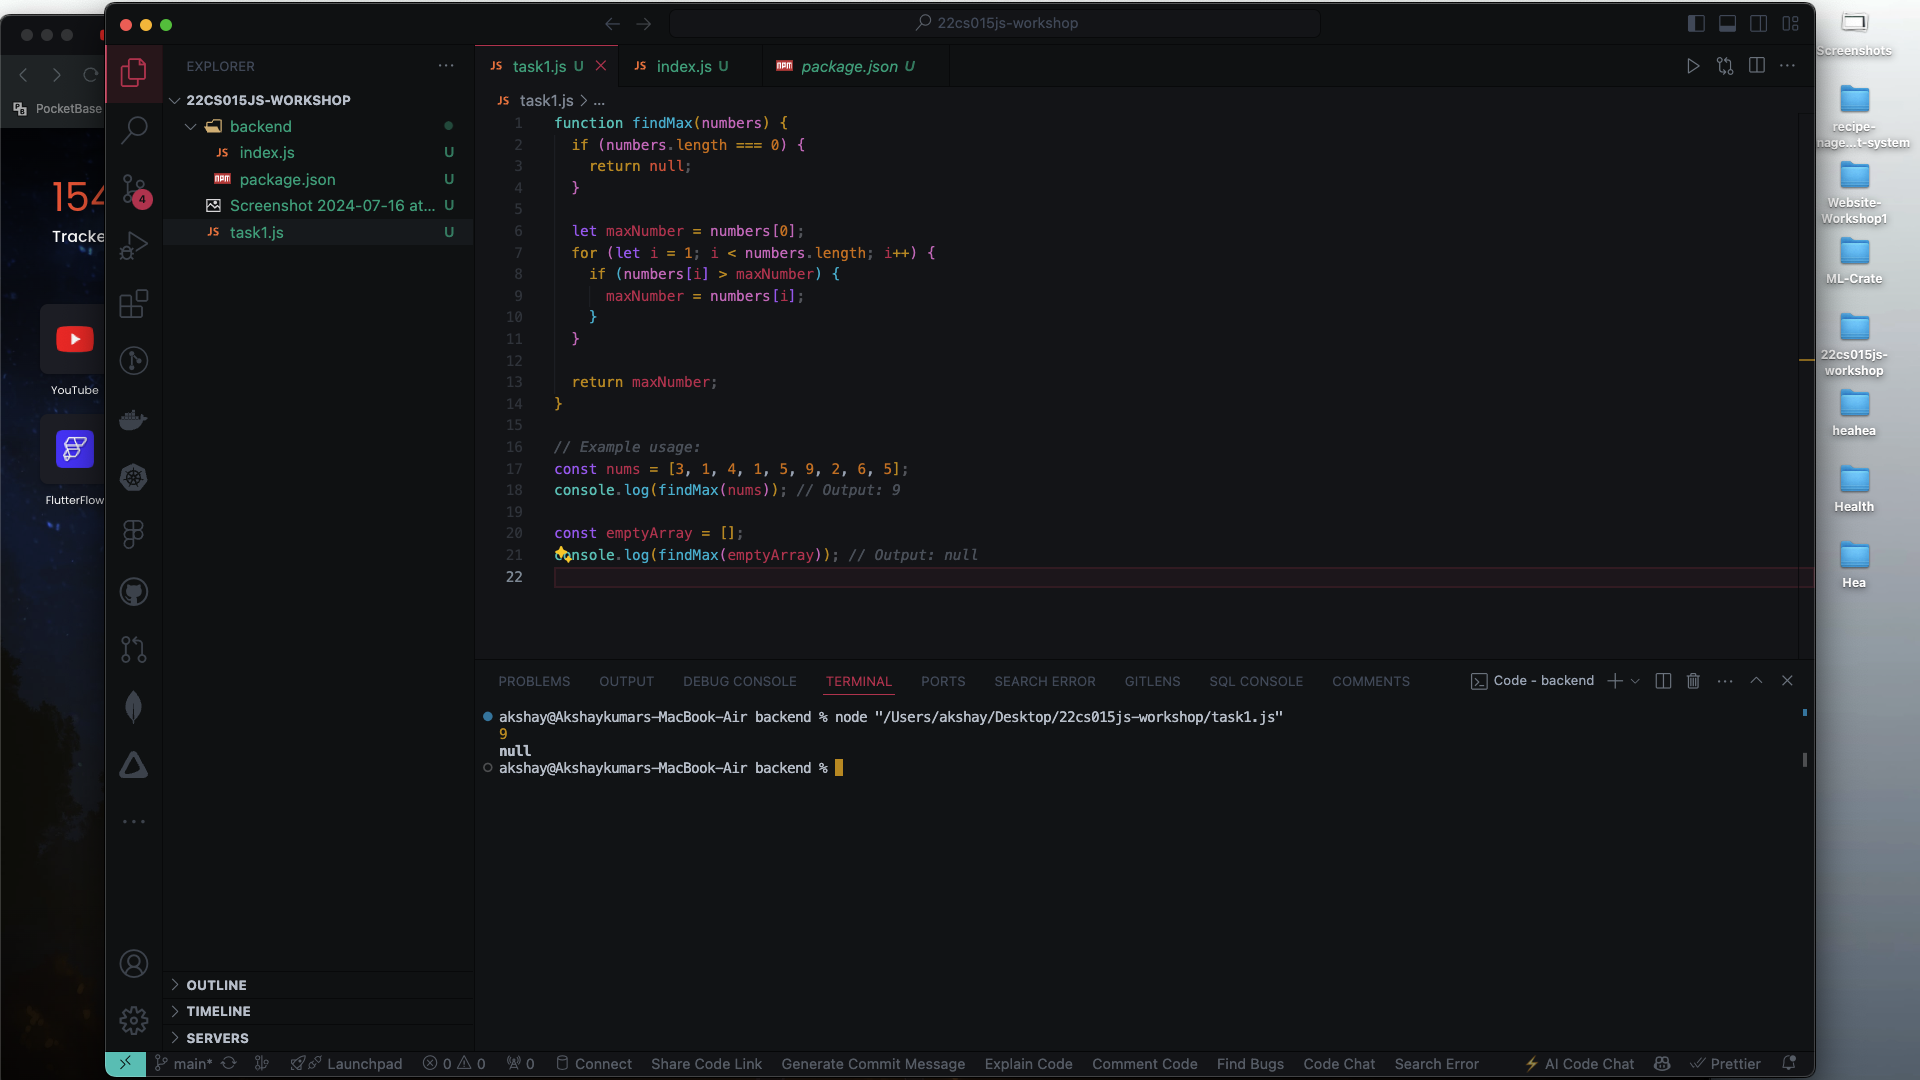 22cs015js-workshop
PocketBase
154
Tracke
YouTube
FlutterFlow
EXPLORER
22CS015JS-WORKSHOP
backend
JS index.js U
package.json U
Screenshot 2024-07-16 at... U
JS task1.js U
4
OUTLINE
TIMELINE
SERVERS
JS task1.js U
JS index.js U
package.json U
JS task1.js > ...
1 function findMax(numbers) {
2 if (numbers.length === 0) {
3 return null;
4 }
5
6 let maxNumber = numbers[0];
7 for (let i = 1; i < numbers.length; i++) {
8 if (numbers[i] > maxNumber) {
9 maxNumber = numbers[i];
10 }
11 }
12
13 return maxNumber;
14 }
15
16 // Example usage:
17 const nums = [3, 1, 4, 1, 5, 9, 2, 6, 5];
18 console.log(findMax(nums)); // Output: 9
19
20 const emptyArray = [];
21 console.log(findMax(emptyArray)); // Output: null
22
PROBLEMS OUTPUT DEBUG CONSOLE TERMINAL PORTS SEARCH ERROR GITLENS SQL CONSOLE COMMENTS
Code - backend
akshay@Akshaykumars-MacBook-Air backend % node "/Users/akshay/Desktop/22cs015js-workshop/task1.js"
9
null
akshay@Akshaykumars-MacBook-Air backend %
main* Launchpad 0 0 0 Connect Share Code Link Generate Commit Message Explain Code Comment Code Find Bugs Code Chat Search Error AI Code Chat Prettier
Screenshots
recipe-
nage...t-system
Website-
Workshop1
ML-Crate
22cs015js-
workshop
heahea
Health
Hea